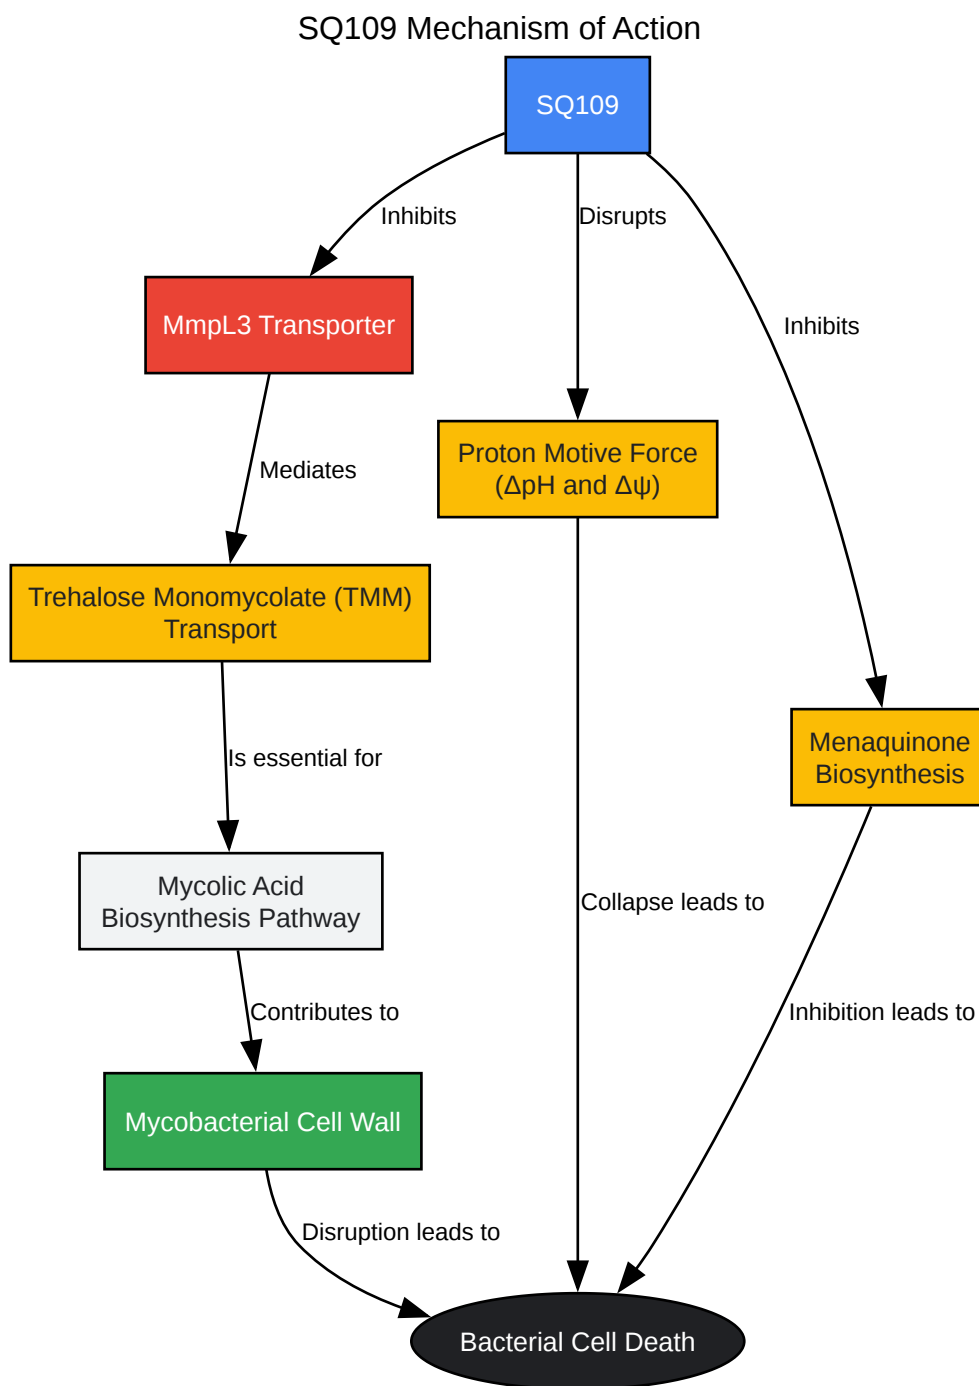 SQ109 Mechanism of Action
SQ109
Inhibits
Disrupts
Inhibits
MmpL3 Transporter
Mediates
Proton Motive Force
(ΔpH and Δψ)
Trehalose Monomycolate (TMM)
Transport
Is essential for
Menaquinone
Biosynthesis
Mycolic Acid
Biosynthesis Pathway
Collapse leads to
Contributes to
Inhibition leads to
Mycobacterial Cell Wall
Disruption leads to
Bacterial Cell Death